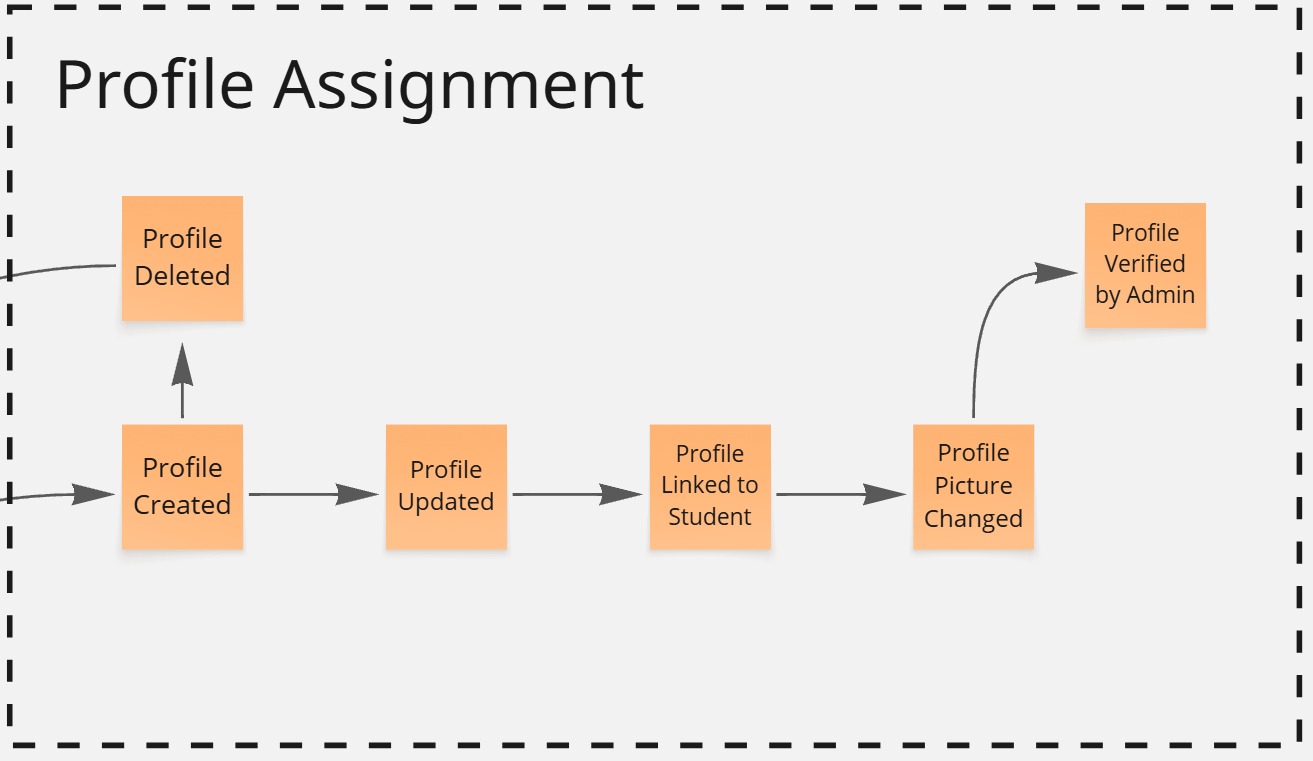 Profile Assignment
Profile
Deleted
Profile
Verified
by Admin
Profile
Created
Profile
Updated
Profile
Linked to
Student
Profile
Picture
Changed